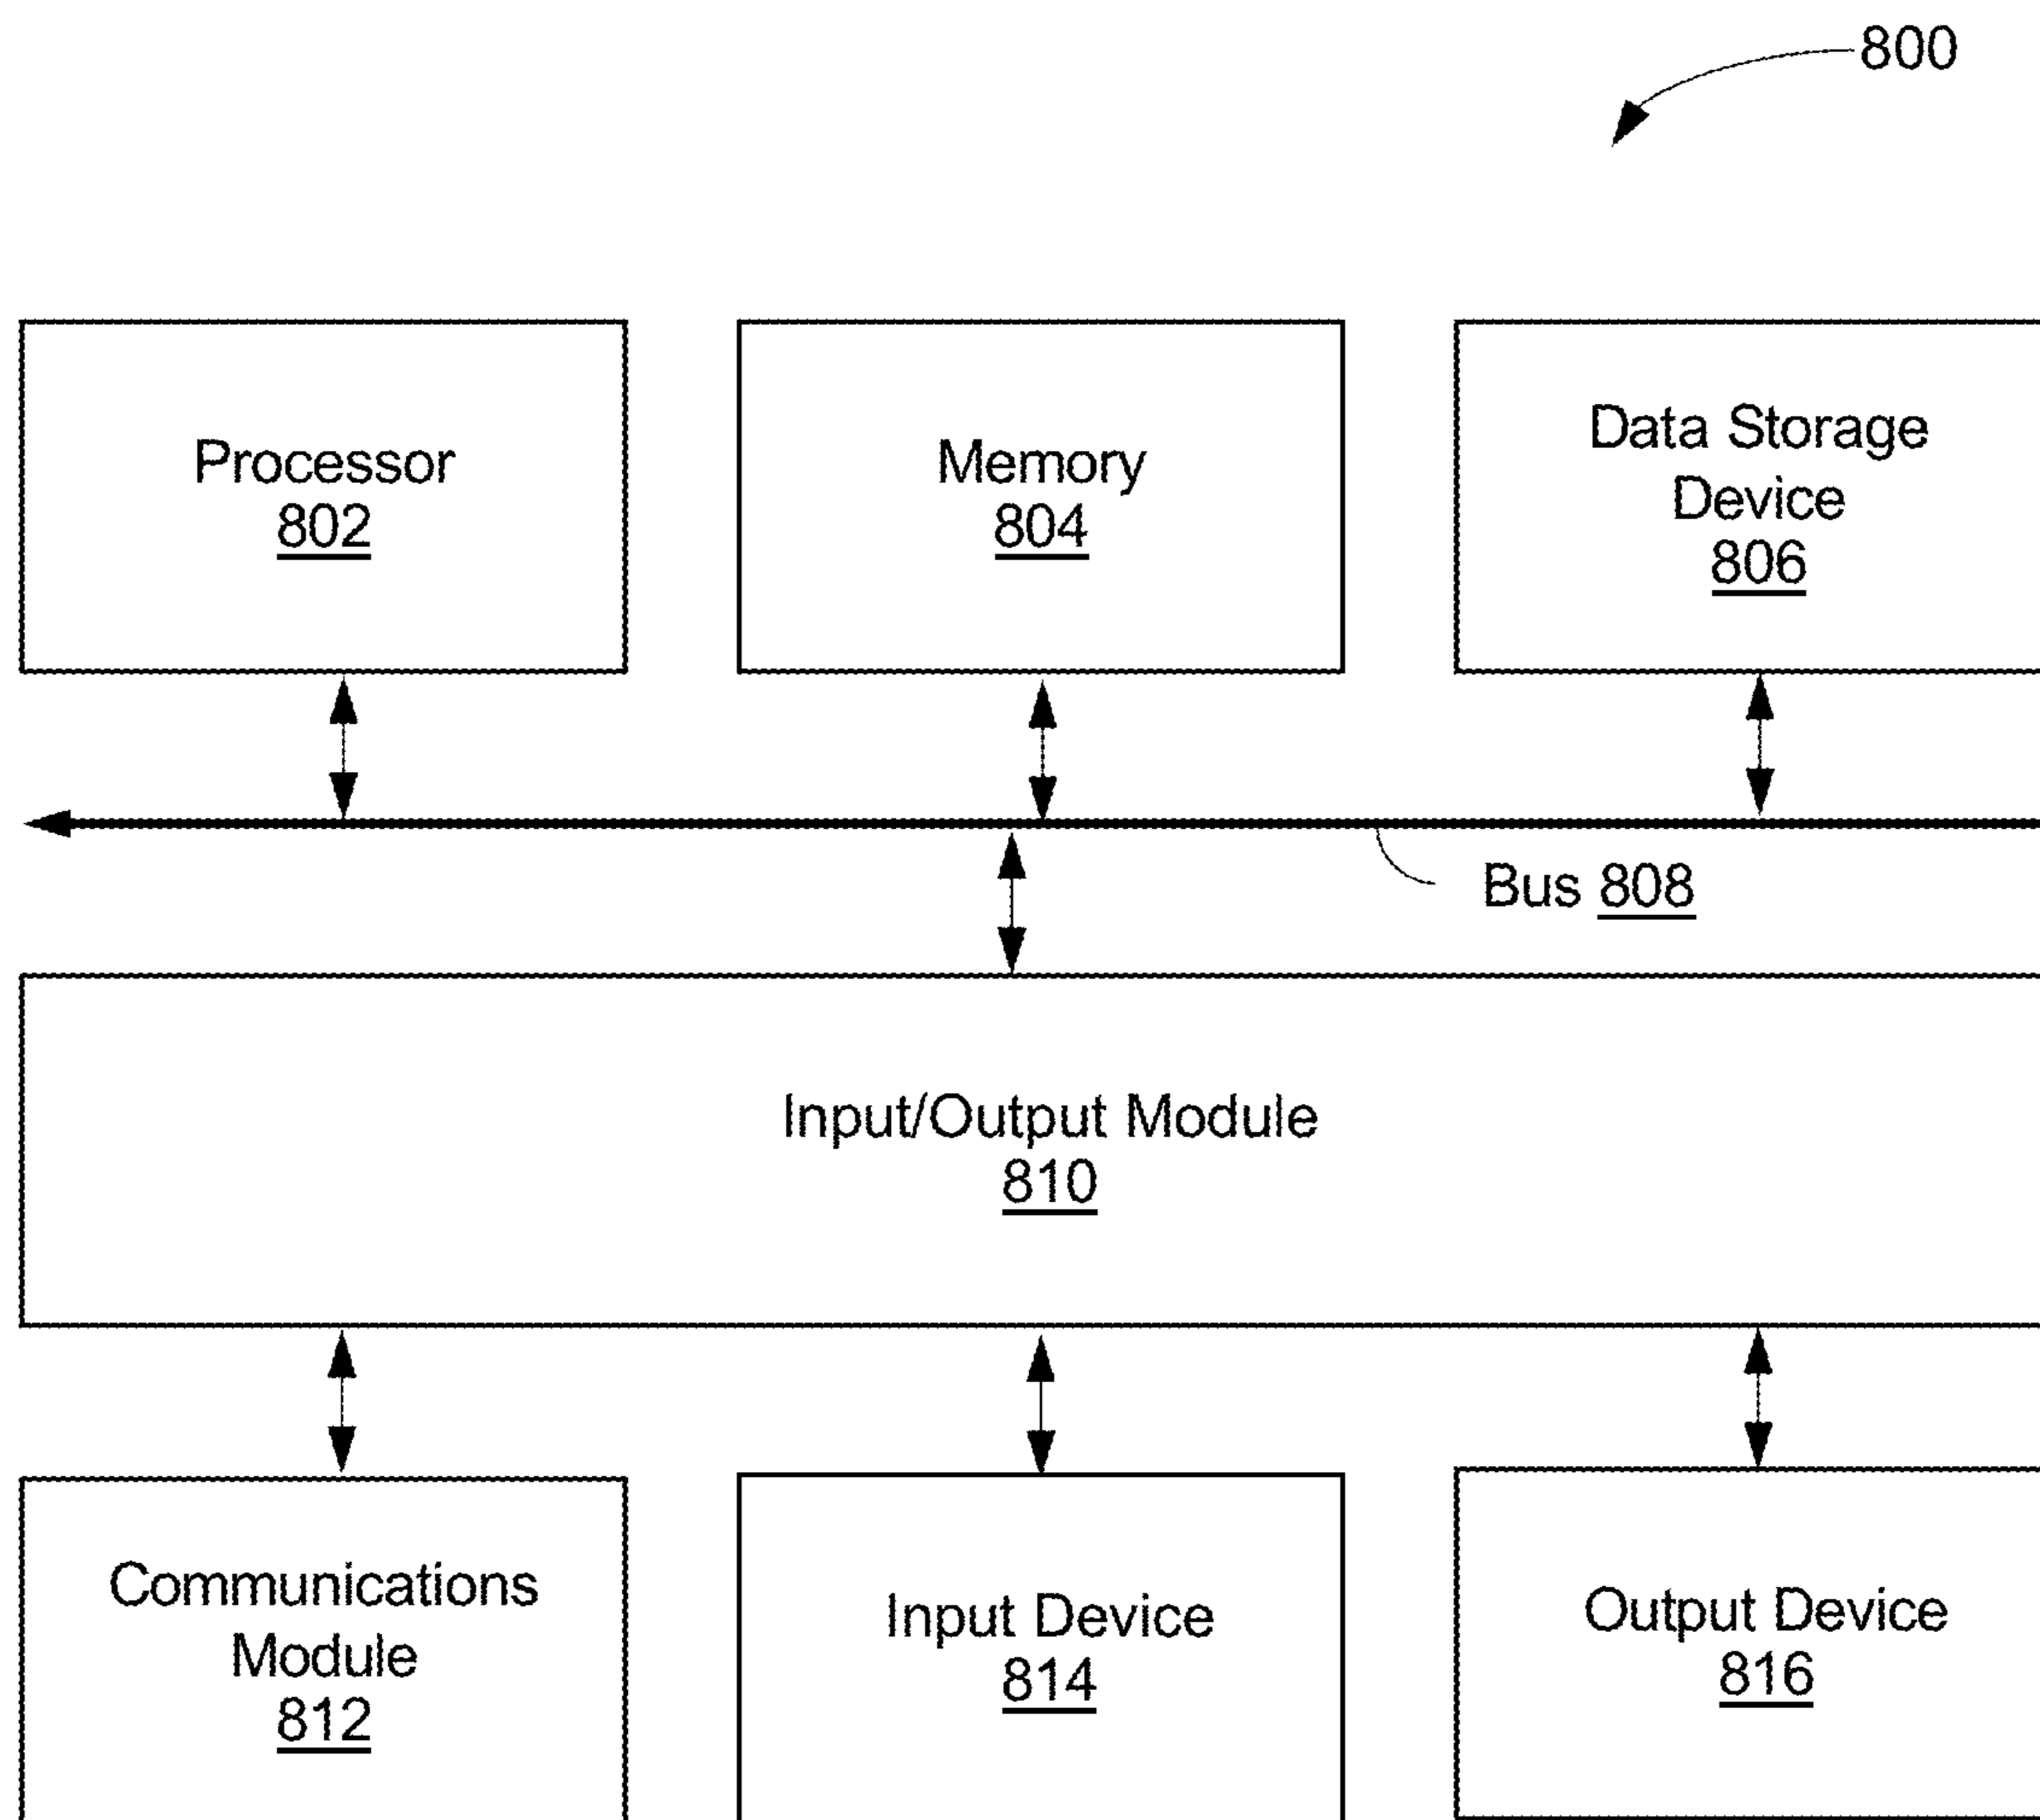 800
Processor
802
Memory
804
Data Storage
Device
806
Bus 808
Input/Output Module
810
Communications
Module
812
Input Device
814
Output Device
816